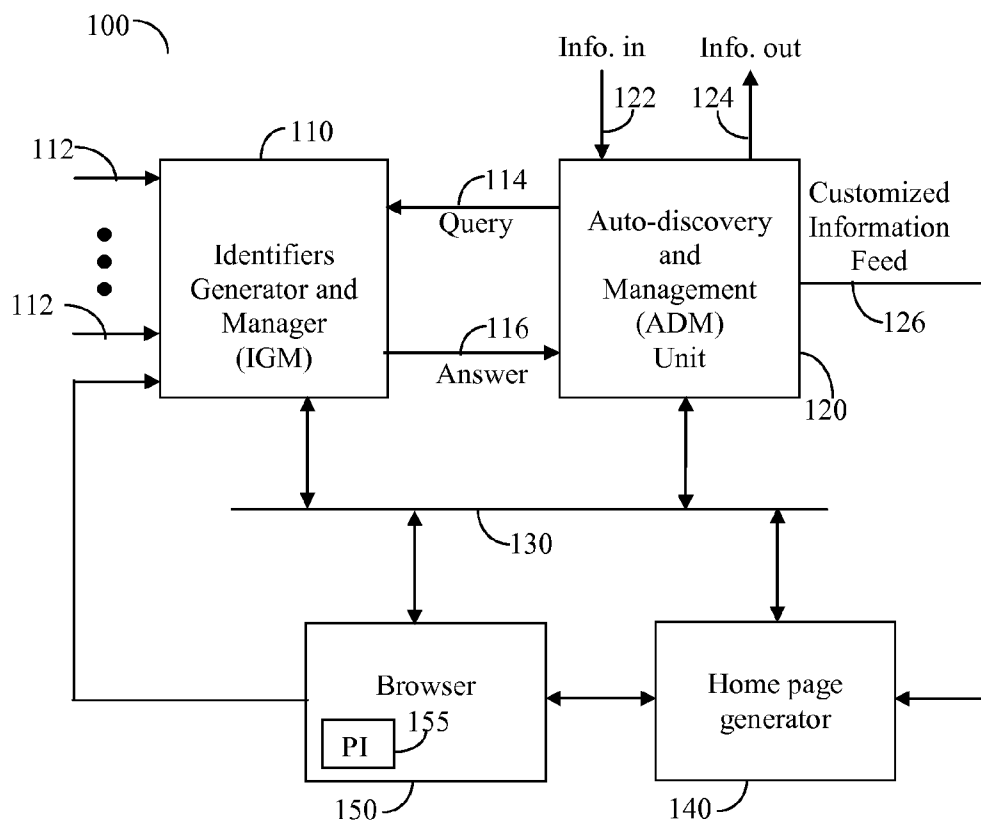 100
Info. in
Info. out
122
124
110
112
114
Query
Customized
Information
Feed
126
Identifiers
Generator and
Manager
(IGM)
Auto-discovery
and
Management
(ADM)
Unit
112
116
Answer
120
130
Browser
155
PI
150
Home page
generator
140